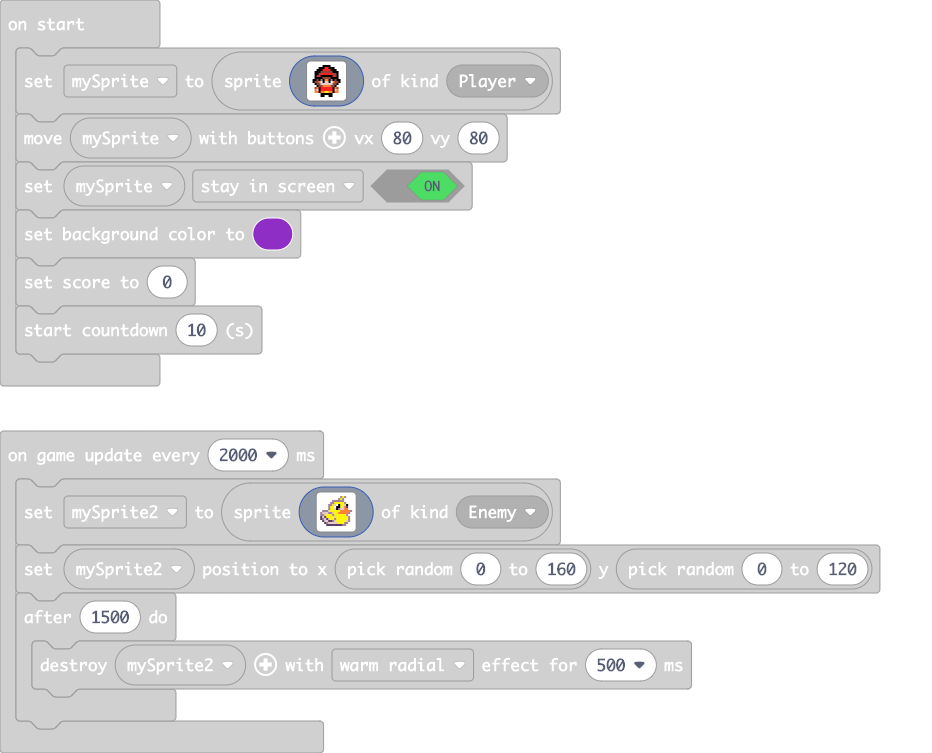 on start
set mySprite to sprite of kind Player
move mySprite with buttons vx 80 vy 80
set mySprite stay in screen ON
set background color to
set score to 0
start countdown 10 (s)
on game update every 2000 ms
set mySprite2 to sprite of kind Enemy
set mySprite2 position to x pick random 0 to 160 y pick random 0 to 120
after 1500 do
destroy mySprite2 with warm radial effect for 500 ms